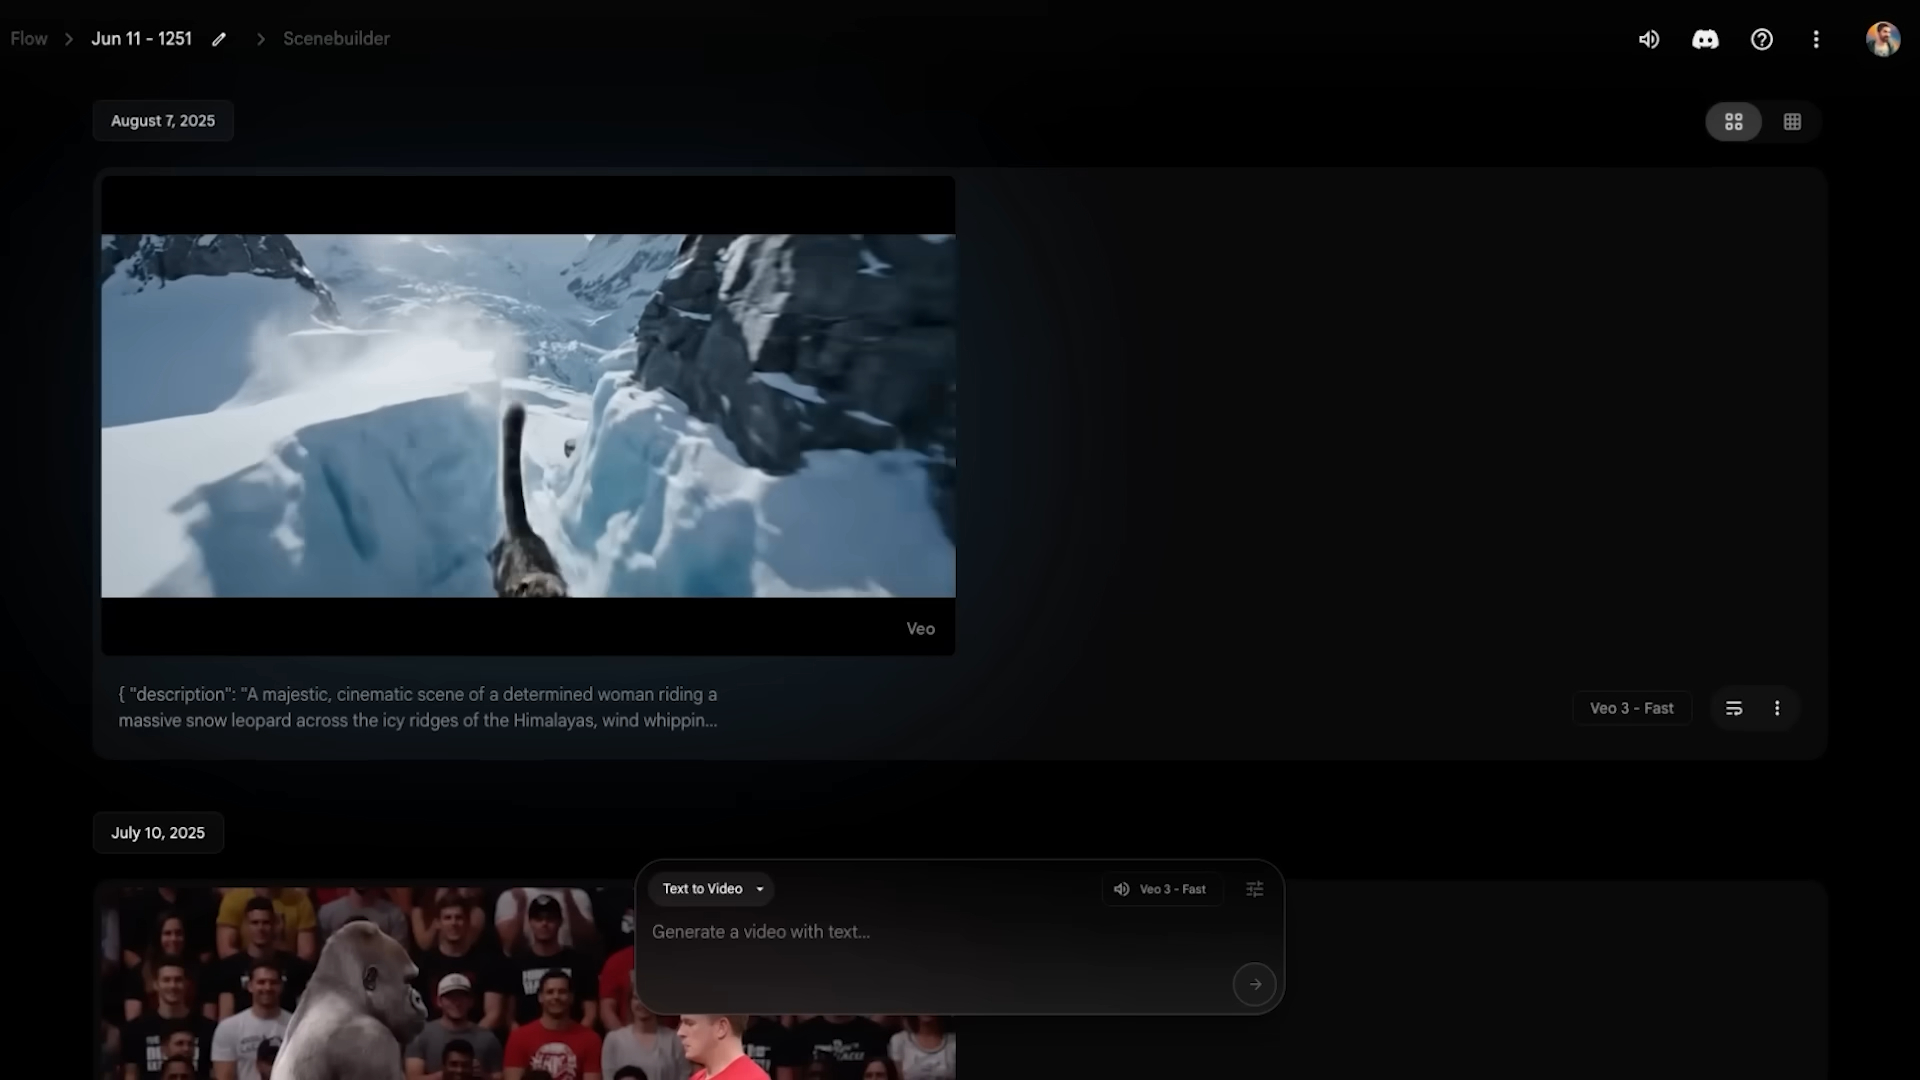 Flow
Jun 11 - 1251
Scenebuilder
August 7, 2025
Veo
{ "description": "A majestic, cinematic scene of a determined woman riding a
massive snow leopard across the icy ridges of the Himalayas, wind whippin...
Veo 3 - Fast
July 10, 2025
Text to Video
Veo 3 - Fast
Generate a video with text...